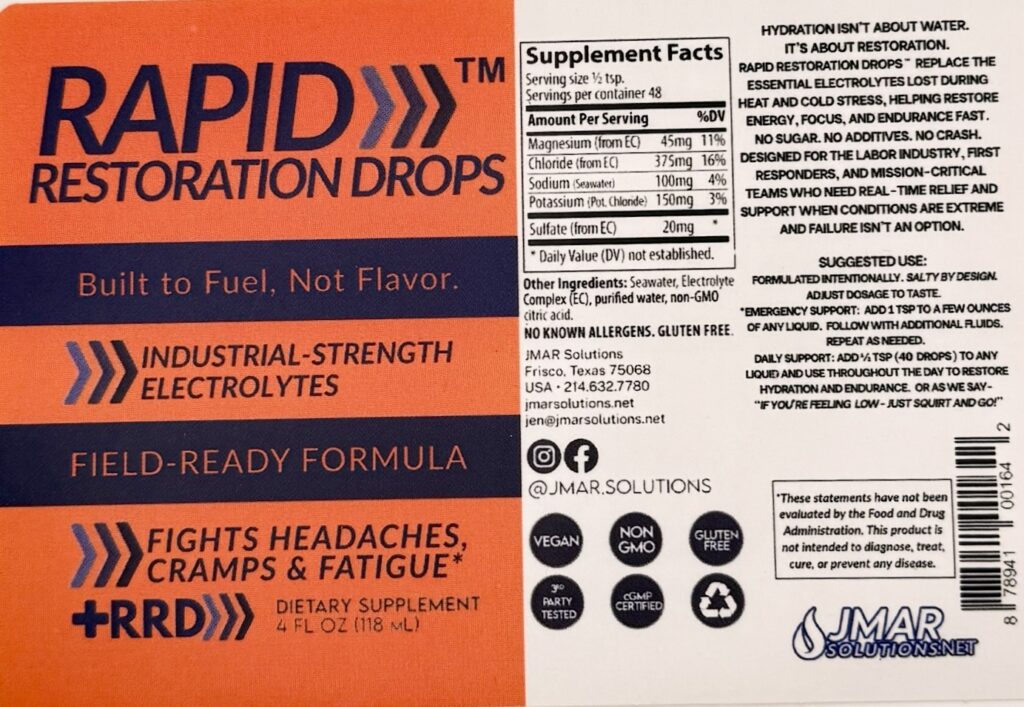 RAPID™
RESTORATION DROPS
Built to Fuel, Not Flavor.
INDUSTRIAL-STRENGTH
ELECTROLYTES
FIELD-READY FORMULA
FIGHTS HEADACHES,
CRAMPS & FATIGUE*
+RRD
DIETARY SUPPLEMENT
4 FL OZ (118 mL)
Supplement Facts
Serving size ½ tsp.
Servings per container 48
Amount Per Serving %DV
Magnesium (from EC) 45mg 11%
Chloride (from EC) 375mg 16%
Sodium (Seawater) 100mg 4%
Potassium (Pot. Chloride) 150mg 3%
Sulfate (from EC) 20mg *
* Daily Value (DV) not established.
Other Ingredients: Seawater, Electrolyte
Complex (EC), purified water, non-GMO
citric acid.
NO KNOWN ALLERGENS. GLUTEN FREE.
JMAR Solutions
Frisco, Texas 75068
USA • 214.632.7780
jmarsolutions.net
jen@jmarsolutions.net
@JMAR.SOLUTIONS
VEGAN
NON
GMO
GLUTEN
FREE
3RD
PARTY
TESTED
cGMP
CERTIFIED
HYDRATION ISN'T ABOUT WATER.
IT'S ABOUT RESTORATION.
RAPID RESTORATION DROPS™ REPLACE THE
ESSENTIAL ELECTROLYTES LOST DURING
HEAT AND COLD STRESS, HELPING RESTORE
ENERGY, FOCUS, AND ENDURANCE FAST.
NO SUGAR. NO ADDITIVES. NO CRASH.
DESIGNED FOR THE LABOR INDUSTRY, FIRST
RESPONDERS, AND MISSION-CRITICAL
TEAMS WHO NEED REAL-TIME RELIEF AND
SUPPORT WHEN CONDITIONS ARE EXTREME
AND FAILURE ISN'T AN OPTION.
SUGGESTED USE:
FORMULATED INTENTIONALLY. SALTY BY DESIGN.
ADJUST DOSAGE TO TASTE.
*EMERGENCY SUPPORT: ADD 1 TSP TO A FEW OUNCES
OF ANY LIQUID. FOLLOW WITH ADDITIONAL FLUIDS.
REPEAT AS NEEDED.
DAILY SUPPORT: ADD ½ TSP (40 DROPS) TO ANY
LIQUID AND USE THROUGHOUT THE DAY TO RESTORE
HYDRATION AND ENDURANCE. OR AS WE SAY-
"IF YOU'RE FEELING LOW - JUST SQUIRT AND GO!"
*These statements have not been
evaluated by the Food and Drug
Administration. This product is
not intended to diagnose, treat,
cure, or prevent any disease.
8 78941 00164 2
JMAR
SOLUTIONS.NET